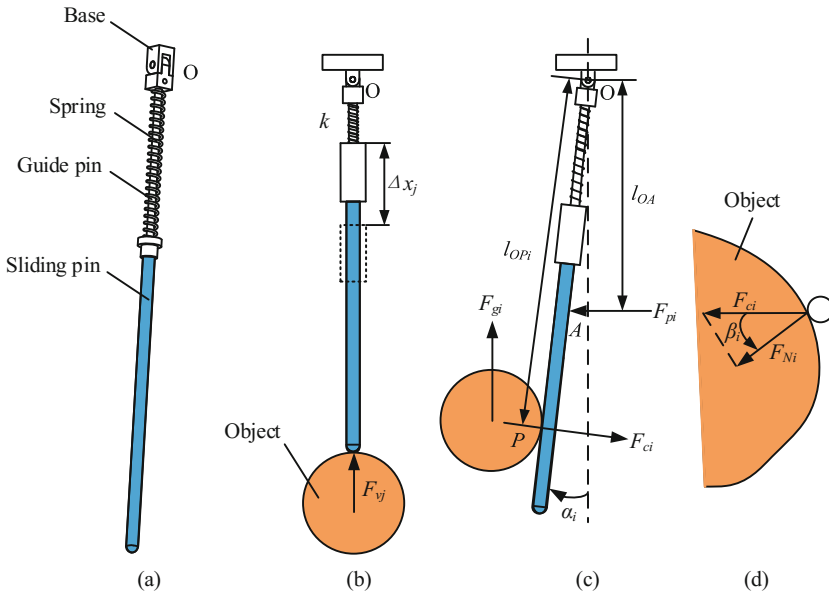 Base
O
Spring
Guide pin
Sliding pin
(a)
O
k
Δx_j
Object
F_vj
(b)
O
l_OA
l_OPi
F_gi
A
F_pi
P
F_ci
α_i
(c)
Object
F_ci
β_i
F_Ni
(d)